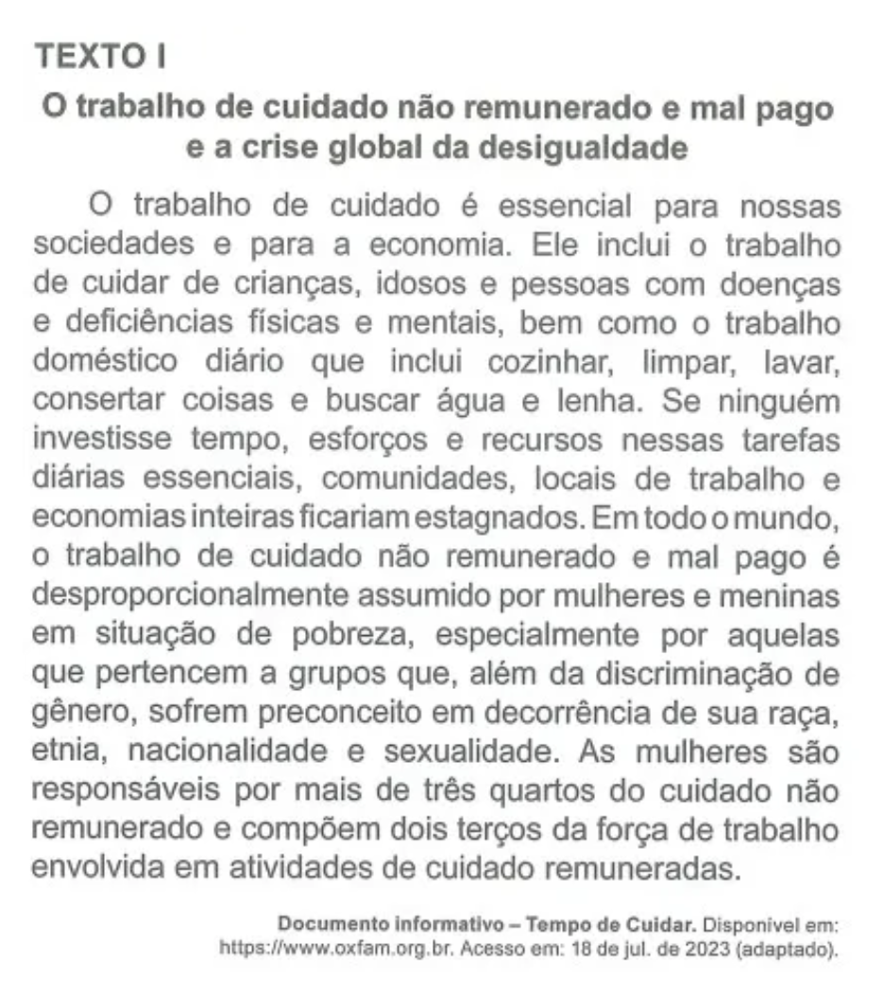 TEXTO I
O trabalho de cuidado não remunerado e mal pago
e a crise global da desigualdade
O trabalho de cuidado é essencial para nossas
sociedades e para a economia. Ele inclui o trabalho
de cuidar de crianças, idosos e pessoas com doenças
e deficiências físicas e mentais, bem como o trabalho
doméstico diário que inclui cozinhar, limpar, lavar,
consertar coisas e buscar água e lenha. Se ninguém
investisse tempo, esforços e recursos nessas tarefas
diárias essenciais, comunidades, locais de trabalho e
economias inteiras ficariam estagnados. Em todo o mundo,
o trabalho de cuidado não remunerado e mal pago é
desproporcionalmente assumido por mulheres e meninas
em situação de pobreza, especialmente por aquelas
que pertencem a grupos que, além da discriminação de
gênero, sofrem preconceito em decorrência de sua raça,
etnia, nacionalidade e sexualidade. As mulheres são
responsáveis por mais de três quartos do cuidado não
remunerado e compõem dois terços da força de trabalho
envolvida em atividades de cuidado remuneradas.
Documento informativo – Tempo de Cuidar. Disponível em:
https://www.oxfam.org.br. Acesso em: 18 de jul. de 2023 (adaptado).